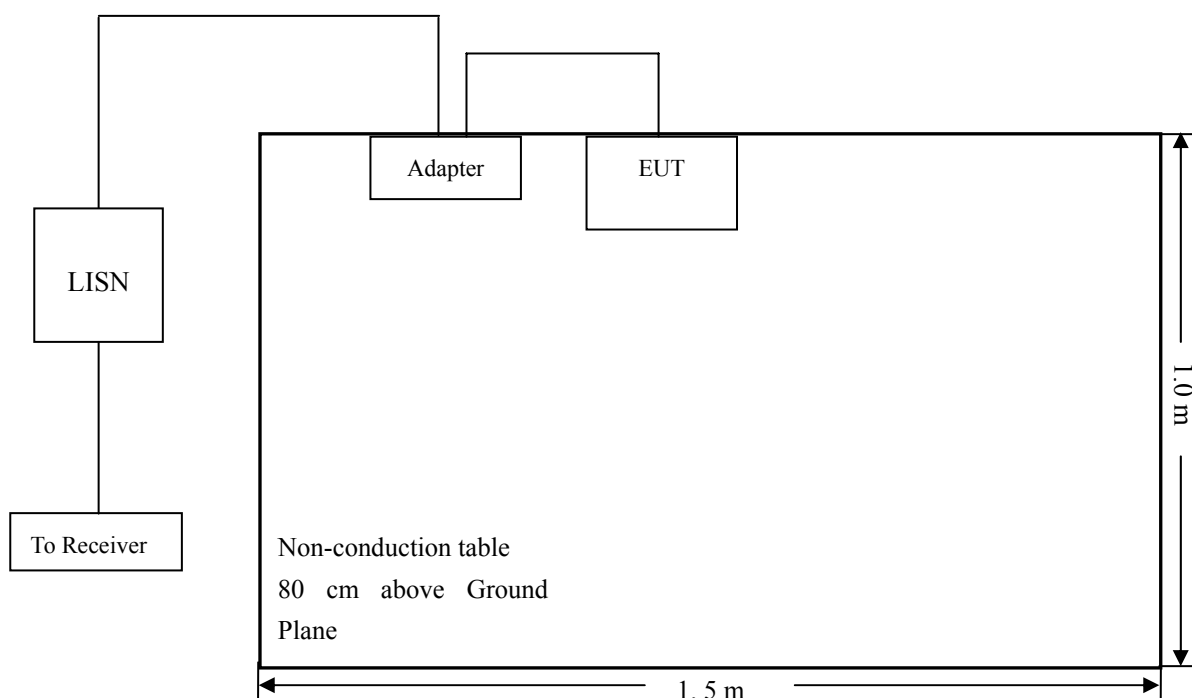 Adapter
EUT
LISN
1.0 m
To Receiver
Non-conduction table
80 cm above Ground
Plane
1. 5 m